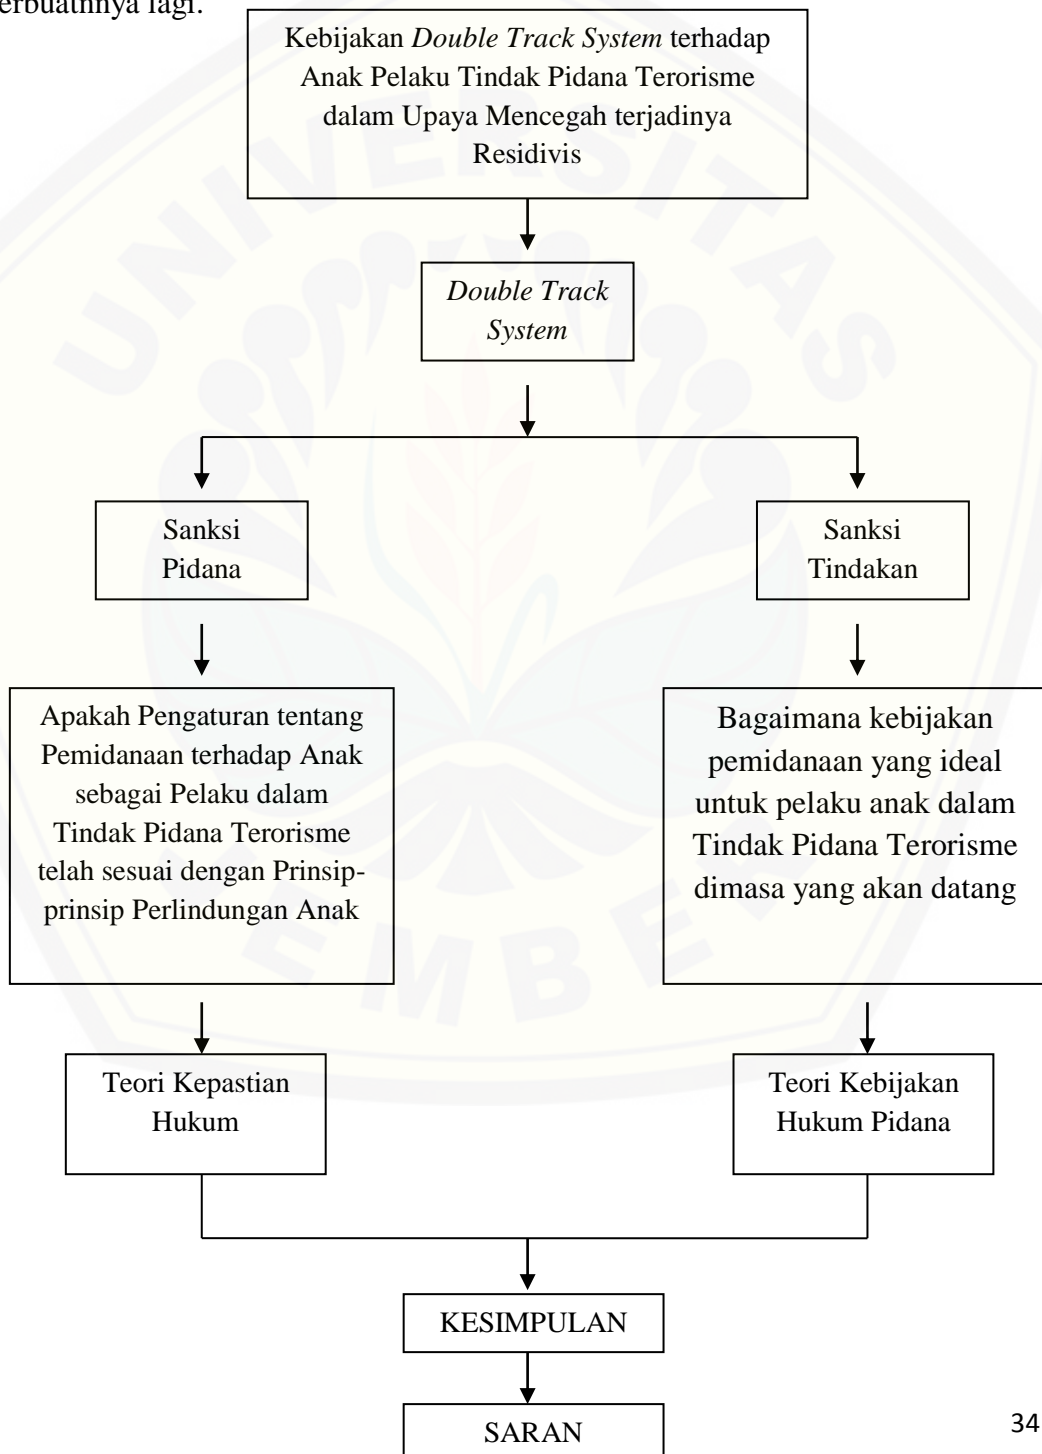 erbuatnnya lagi.
Kebijakan Double Track System terhadap
Anak Pelaku Tindak Pidana Terorisme
dalam Upaya Mencegah terjadinya
Residivis
Double Track
System
Sanksi
Pidana
Sanksi
Tindakan
Apakah Pengaturan tentang
Pemidanaan terhadap Anak
sebagai Pelaku dalam
Tindak Pidana Terorisme
telah sesuai dengan Prinsip-
prinsip Perlindungan Anak
Bagaimana kebijakan
pemidanaan yang ideal
untuk pelaku anak dalam
Tindak Pidana Terorisme
dimasa yang akan datang
Teori Kepastian
Hukum
Teori Kebijakan
Hukum Pidana
KESIMPULAN
SARAN
34
UNIVERSITAS
EMBE